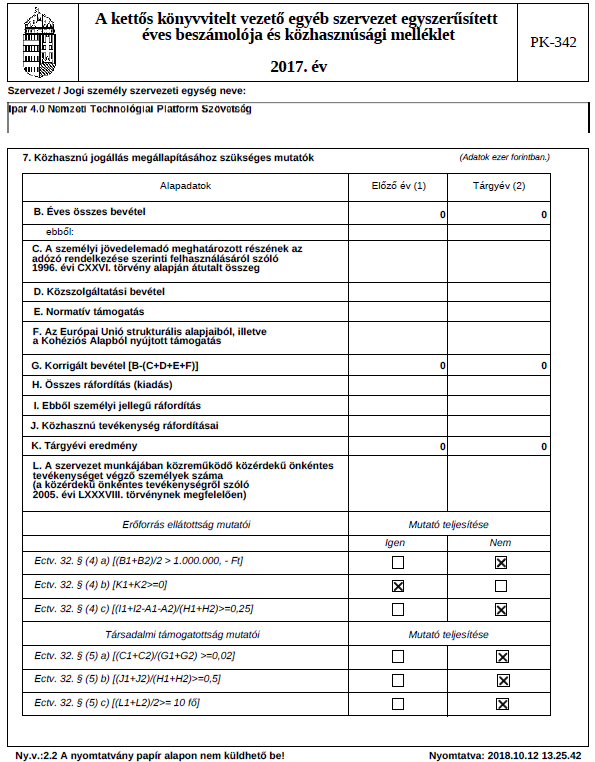 A kettős könyvvitelt vezető egyéb szervezet egyszerűsített
éves beszámolója és közhasznúsági melléklet
2017. év
PK-342
Szervezet / Jogi személy szervezeti egység neve:
Ipar 4.0 Nemzeti Technológiai Platform Szövetség
7. Közhasznú jogállás megállapításához szükséges mutatók
(Adatok ezer forintban.)
Alapadatok Előző év (1) Tárgyév (2)
B. Éves összes bevétel 0 0
ebből:
C. A személyi jövedelemadó meghatározott részének az
adózó rendelkezése szerinti felhasználásáról szóló
1996. évi CXXVI. törvény alapján átutalt összeg
D. Közszolgáltatási bevétel
E. Normatív támogatás
F. Az Európai Unió strukturális alapjaiból, illetve
a Kohéziós Alapból nyújtott támogatás
G. Korrigált bevétel [B-(C+D+E+F)] 0 0
H. Összes ráfordítás (kiadás)
I. Ebből személyi jellegű ráfordítás
J. Közhasznú tevékenység ráfordításai
K. Tárgyévi eredmény 0 0
L. A szervezet munkájában közreműködő közérdekű önkéntes
tevékenységet végző személyek száma
(a közérdekű önkéntes tevékenységről szóló
2005. évi LXXXVIII. törvénynek megfelelően)
Erőforrás ellátottság mutatói Mutató teljesítése
Igen Nem
Ectv. 32. § (4) a) [(B1+B2)/2 > 1.000.000, - Ft]
Ectv. 32. § (4) b) [K1+K2>=0]
Ectv. 32. § (4) c) [(I1+I2-A1-A2)/(H1+H2)>=0,25]
Társadalmi támogatottság mutatói Mutató teljesítése
Ectv. 32. § (5) a) [(C1+C2)/(G1+G2) >=0,02]
Ectv. 32. § (5) b) [(J1+J2)/(H1+H2)>=0,5]
Ectv. 32. § (5) c) [(L1+L2)/2>= 10 fő]
Ny.v.:2.2 A nyomtatvány papír alapon nem küldhető be! Nyomtatva: 2018.10.12 13.25.42